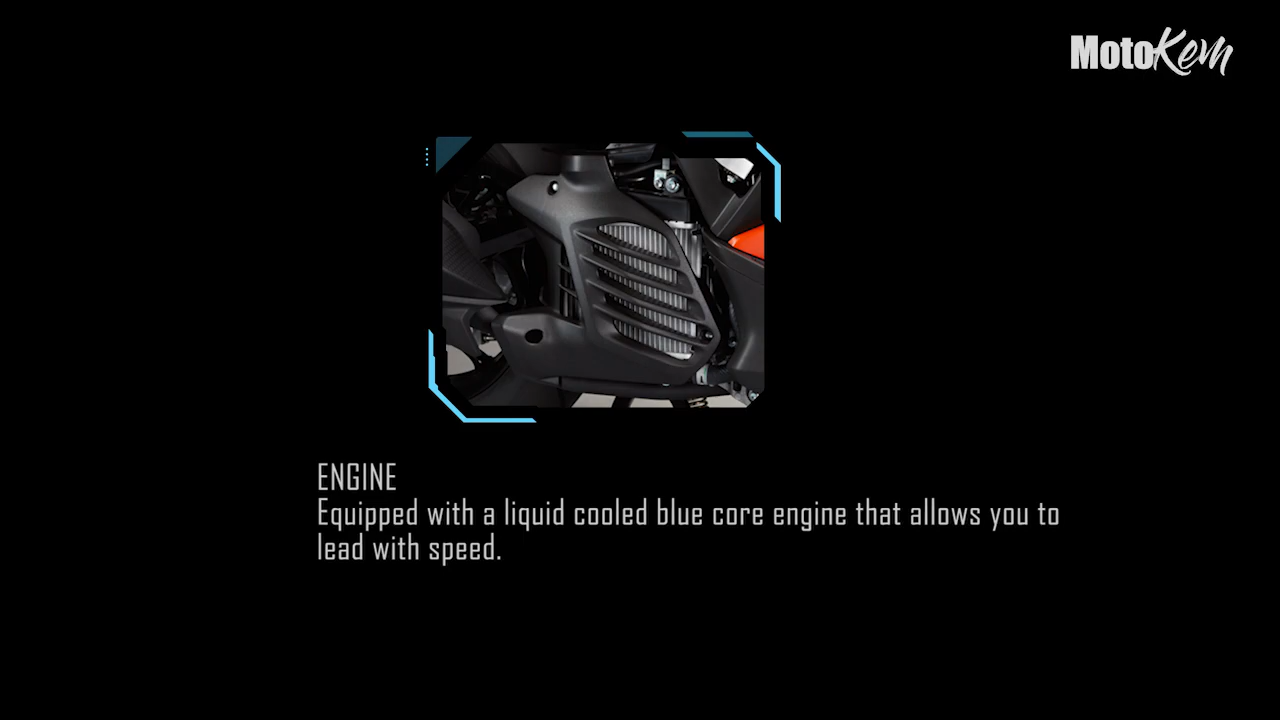 MotoKem
ENGINE
Equipped with a liquid cooled blue core engine that allows you to
lead with speed.